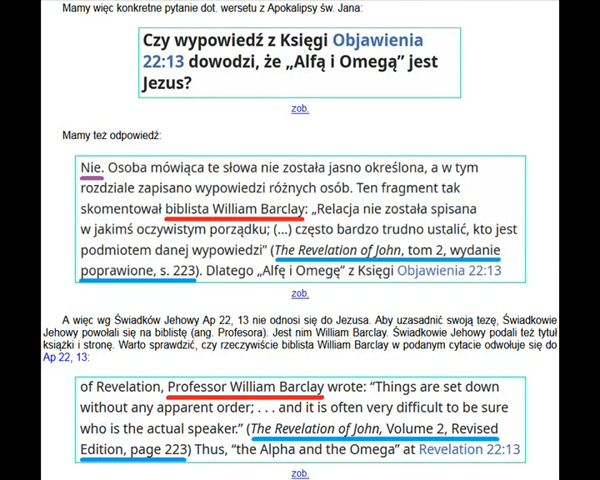 Mamy więc konkretne pytanie dot. wersetu z Apokalipsy św. Jana:
Czy wypowiedź z Księgi Objawienia
22:13 dowodzi, że „Alfą i Omegą” jest
Jezus?
zob.
Mamy też odpowiedź:
Nie. Osoba mówiąca te słowa nie została jasno określona, a w tym
rozdziale zapisano wypowiedzi różnych osób. Ten fragment tak
skomentował biblista William Barclay: „Relacja nie została spisana
w jakimś oczywistym porządku; (...) często bardzo trudno ustalić, kto jest
podmiotem danej wypowiedzi” (The Revelation of John, tom 2, wydanie
poprawione, s. 223). Dlatego „Alfę i Omegę” z Księgi Objawienia 22:13
zob.
A więc wg Świadków Jehowy Ap 22, 13 nie odnosi się do Jezusa. Aby uzasadnić swoją tezę, Świadkowie
Jehowy powołali się na biblistę (ang. Profesora). Jest nim William Barclay. Świadkowie Jehowy podali też tytuł
książki i stronę. Warto sprawdzić, czy rzeczywiście biblista William Barclay w podanym cytacie odwołuje się do
Ap 22, 13:
of Revelation, Professor William Barclay wrote: “Things are set down
without any apparent order; . . . and it is often very difficult to be sure
who is the actual speaker.” (The Revelation of John, Volume 2, Revised
Edition, page 223) Thus, “the Alpha and the Omega” at Revelation 22:13
zob.